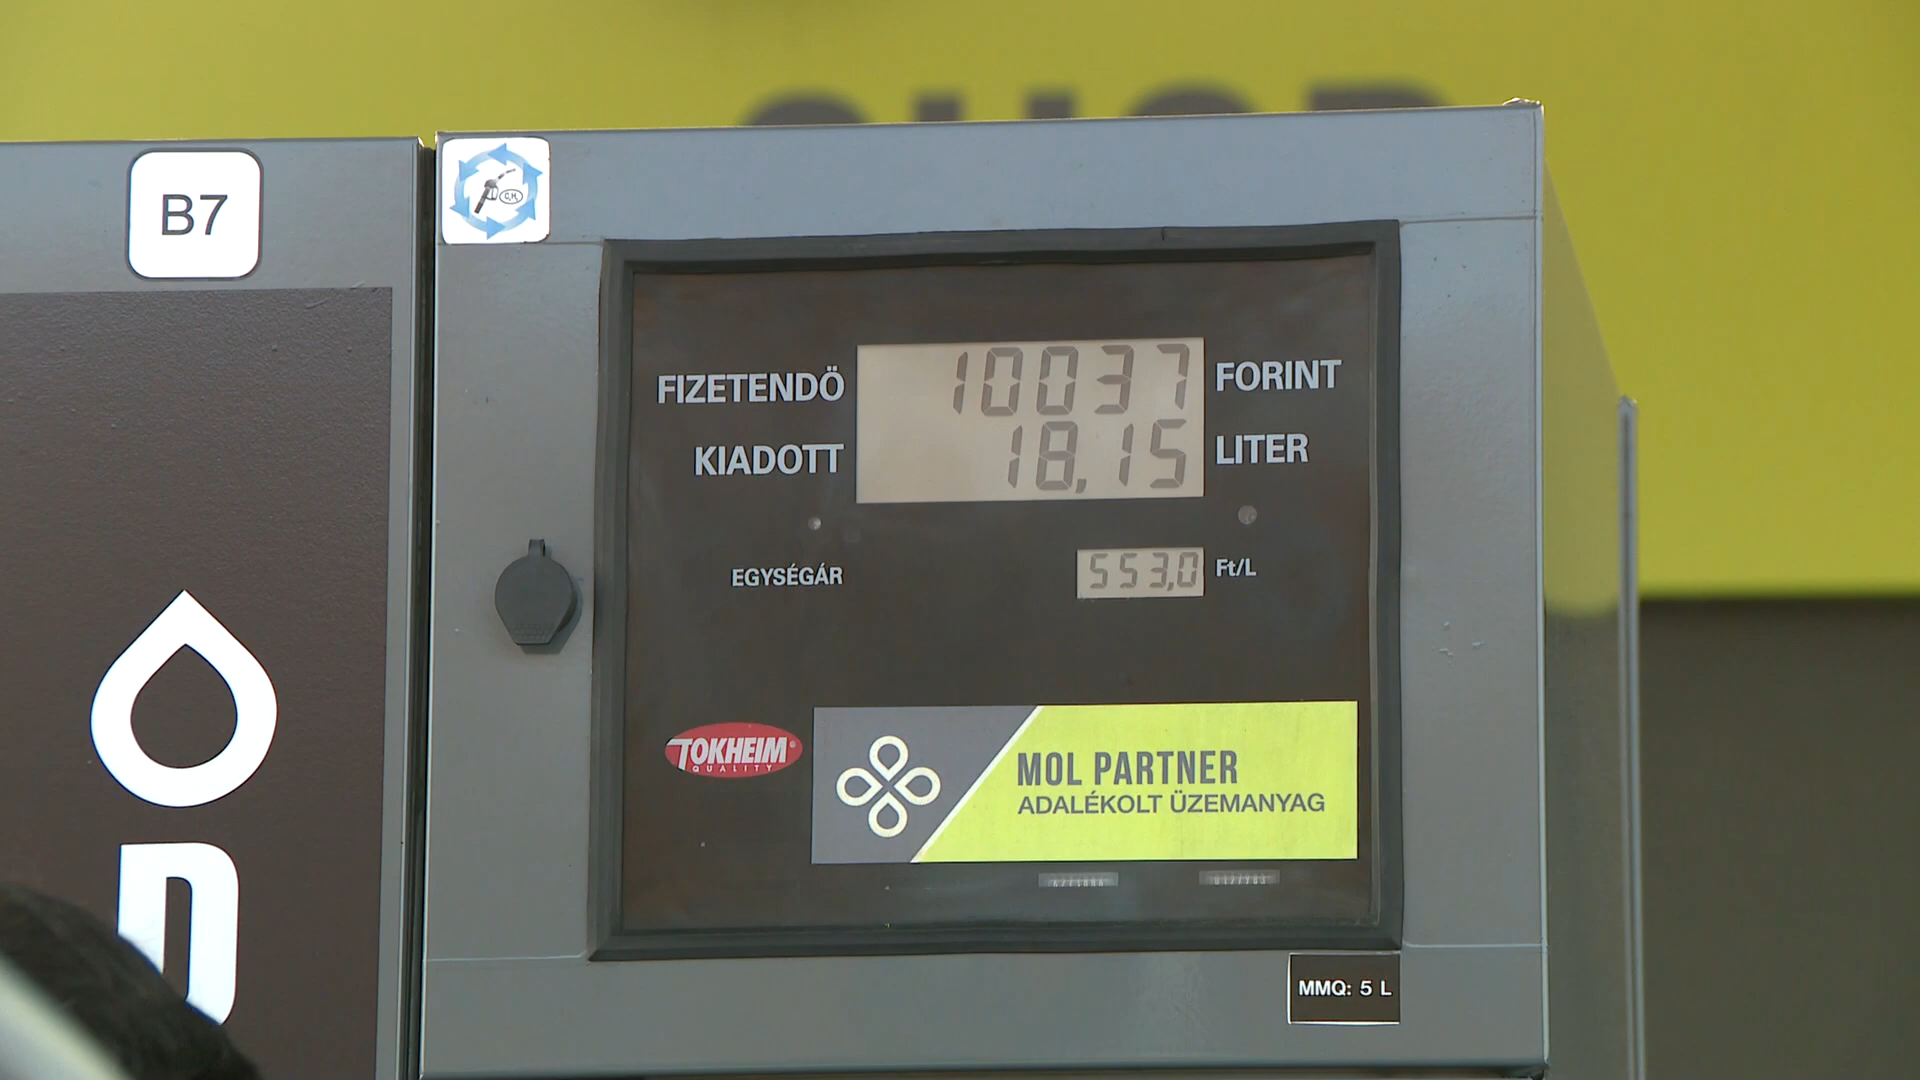 B7
FIZETENDÖ 10037 FORINT
KIADOTT 18,15 LITER
EGYSÉGÁR 553,0 Ft/L
TOKHEIM
QUALITY
MOL PARTNER
ADALÉKOLT ÜZEMANYAG
MMQ: 5 L
D